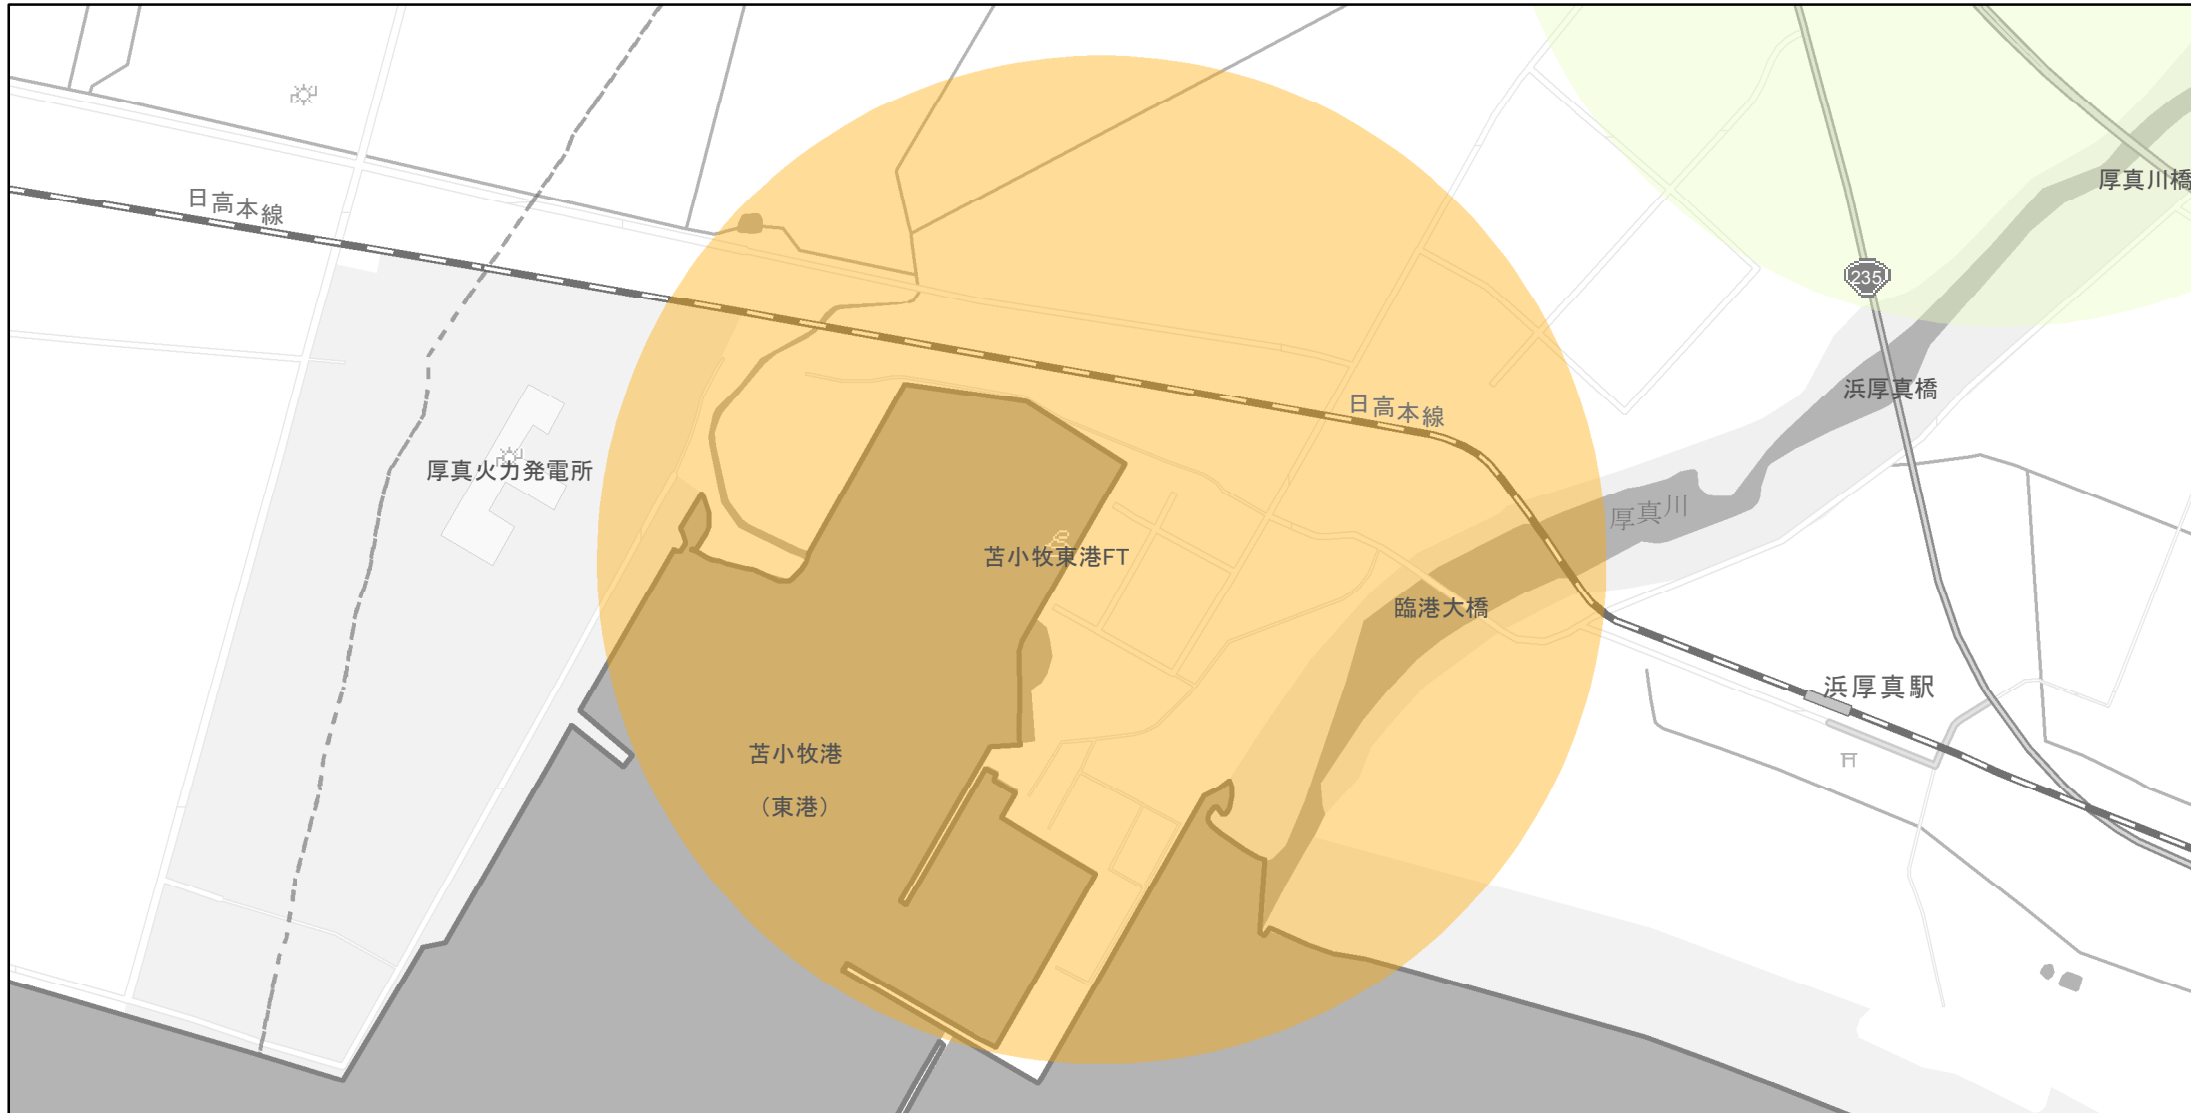 日高本線
厚真川橋
235
浜厚真橋
日高本線
厚真火力発電所
厚真川
苫小牧東港FT
臨港大橋
浜厚真駅
苫小牧港
（東港）